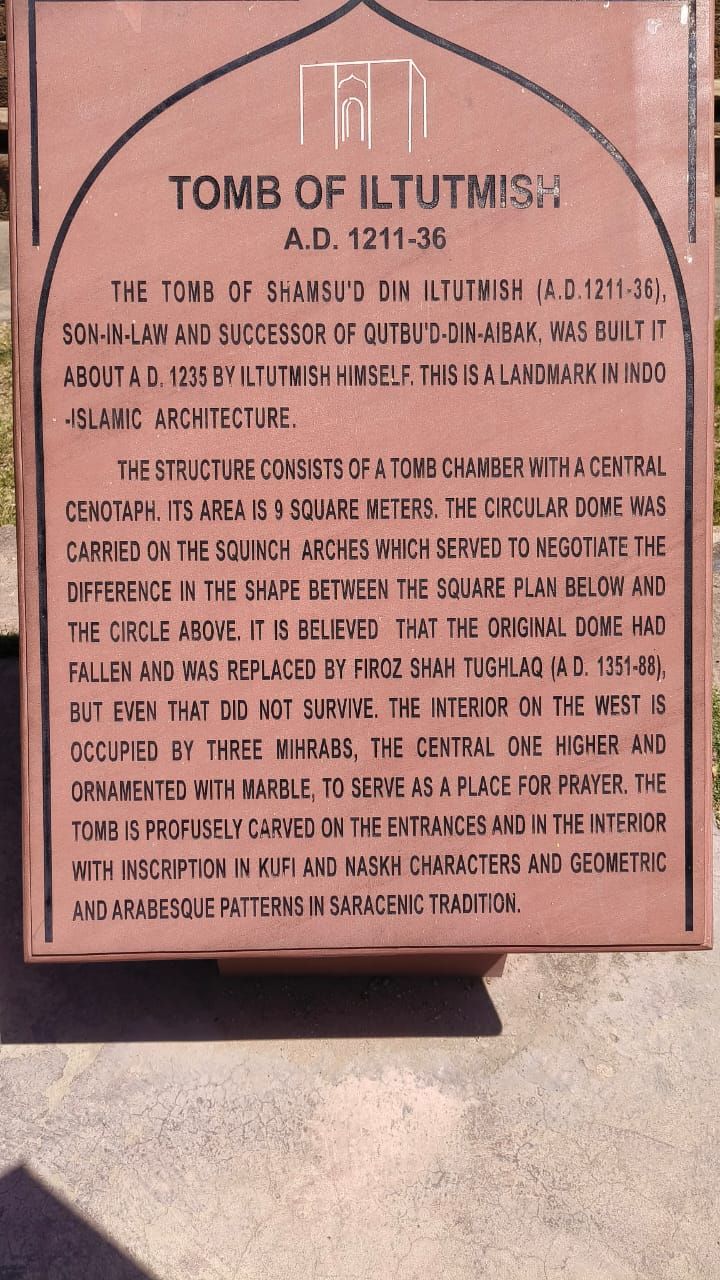 TOMB OF ILTUTMISH
A.D. 1211-36
THE TOMB OF SHAMSU'D DIN ILTUTMISH (A.D.1211-36),
SON-IN-LAW AND SUCCESSOR OF QUTBU'D-DIN-AIBAK, WAS BUILT IT
ABOUT A D. 1235 BY ILTUTMISH HIMSELF. THIS IS A LANDMARK IN INDO
-ISLAMIC ARCHITECTURE.
THE STRUCTURE CONSISTS OF A TOMB CHAMBER WITH A CENTRAL
CENOTAPH. ITS AREA IS 9 SQUARE METERS. THE CIRCULAR DOME WAS
CARRIED ON THE SQUINCH ARCHES WHICH SERVED TO NEGOTIATE THE
DIFFERENCE IN THE SHAPE BETWEEN THE SQUARE PLAN BELOW AND
THE CIRCLE ABOVE. IT IS BELIEVED THAT THE ORIGINAL DOME HAD
FALLEN AND WAS REPLACED BY FIROZ SHAH TUGHLAQ (A D. 1351-88),
BUT EVEN THAT DID NOT SURVIVE. THE INTERIOR ON THE WEST IS
OCCUPIED BY THREE MIHRABS, THE CENTRAL ONE HIGHER AND
ORNAMENTED WITH MARBLE, TO SERVE AS A PLACE FOR PRAYER. THE
TOMB IS PROFUSELY CARVED ON THE ENTRANCES AND IN THE INTERIOR
WITH INSCRIPTION IN KUFI AND NASKH CHARACTERS AND GEOMETRIC
AND ARABESQUE PATTERNS IN SARACENIC TRADITION.